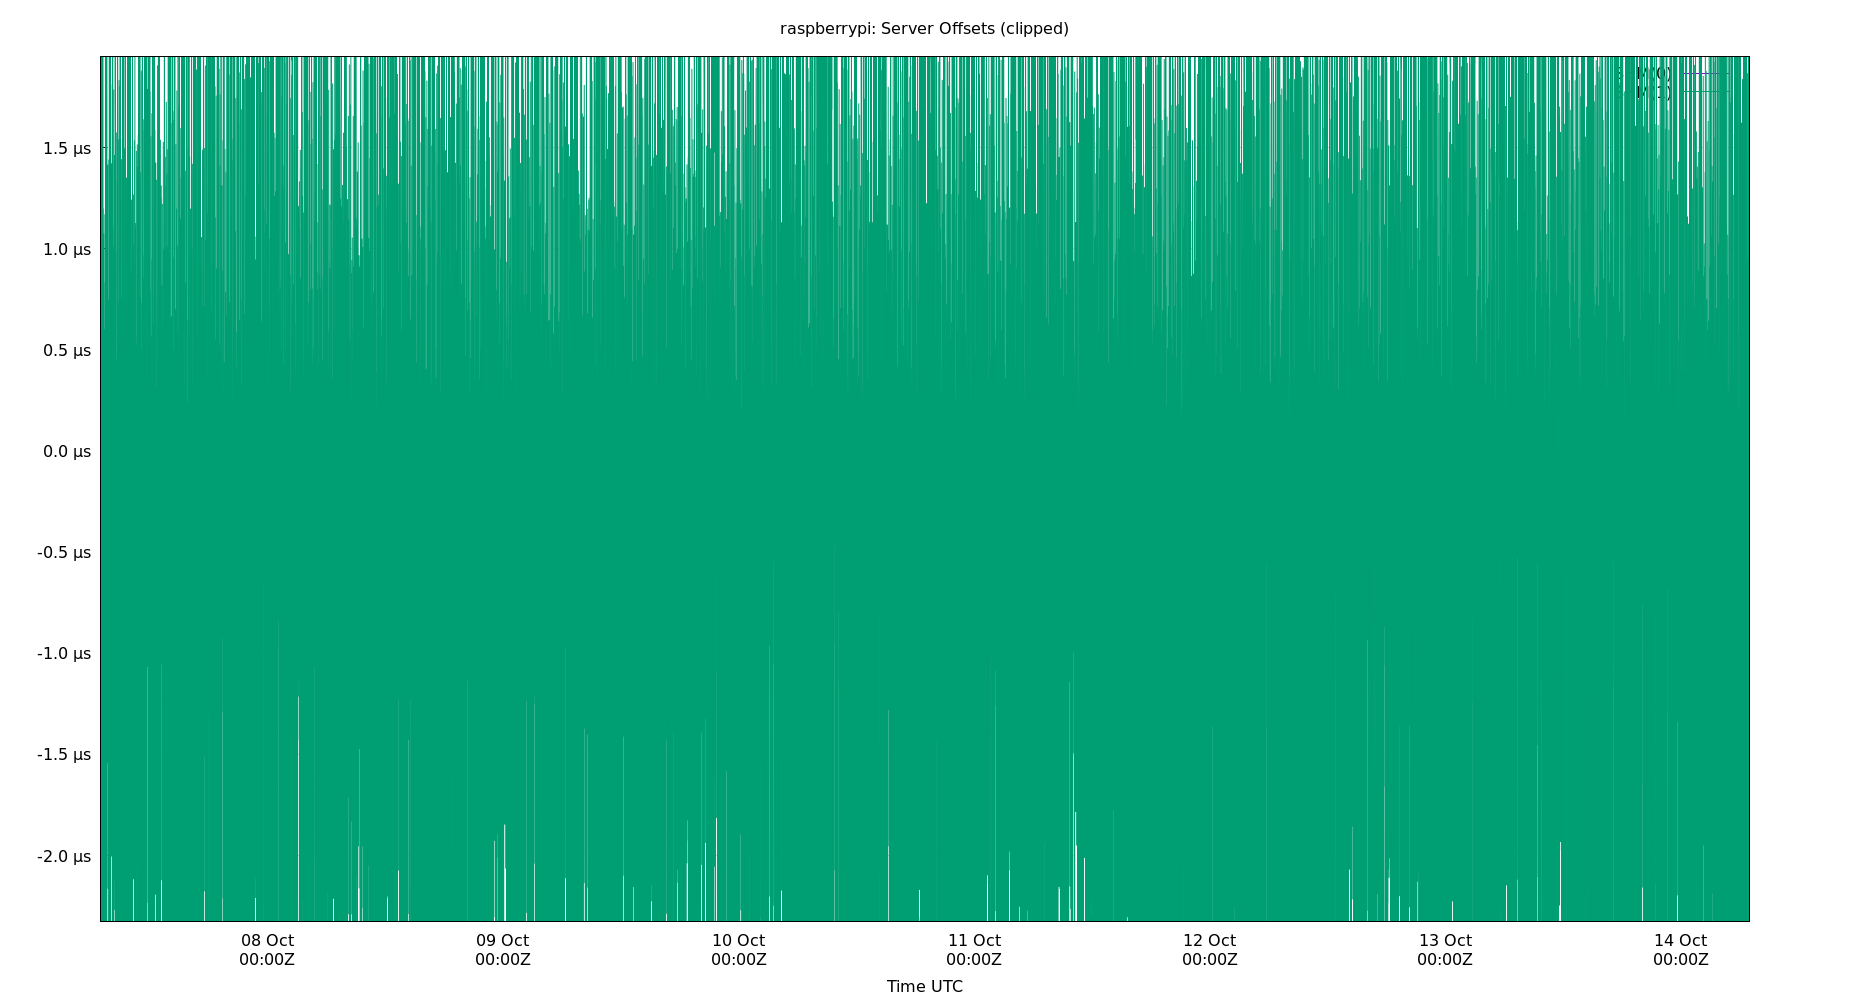 raspberrypi: Server Offsets (clipped)
1.5 µs
1.0 µs
0.5 µs
0.0 µs
-0.5 µs
-1.0 µs
-1.5 µs
-2.0 µs
08 Oct 09 Oct 10 Oct 11 Oct 12 Oct 13 Oct 14 Oct
00:00Z 00:00Z 00:00Z 00:00Z 00:00Z 00:00Z 00:00Z
Time UTC